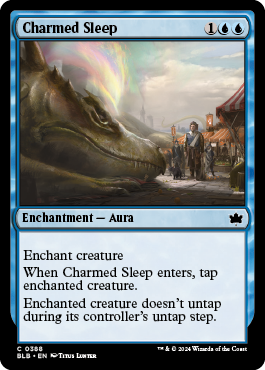 Charmed Sleep 1
Enchantment — Aura
Enchant creature
When Charmed Sleep enters, tap
enchanted creature.
Enchanted creature doesn't untap
during its controller's untap step.
C 0388
BLB • EN Titus Lunter
™ & © 2024 Wizards of the Coast